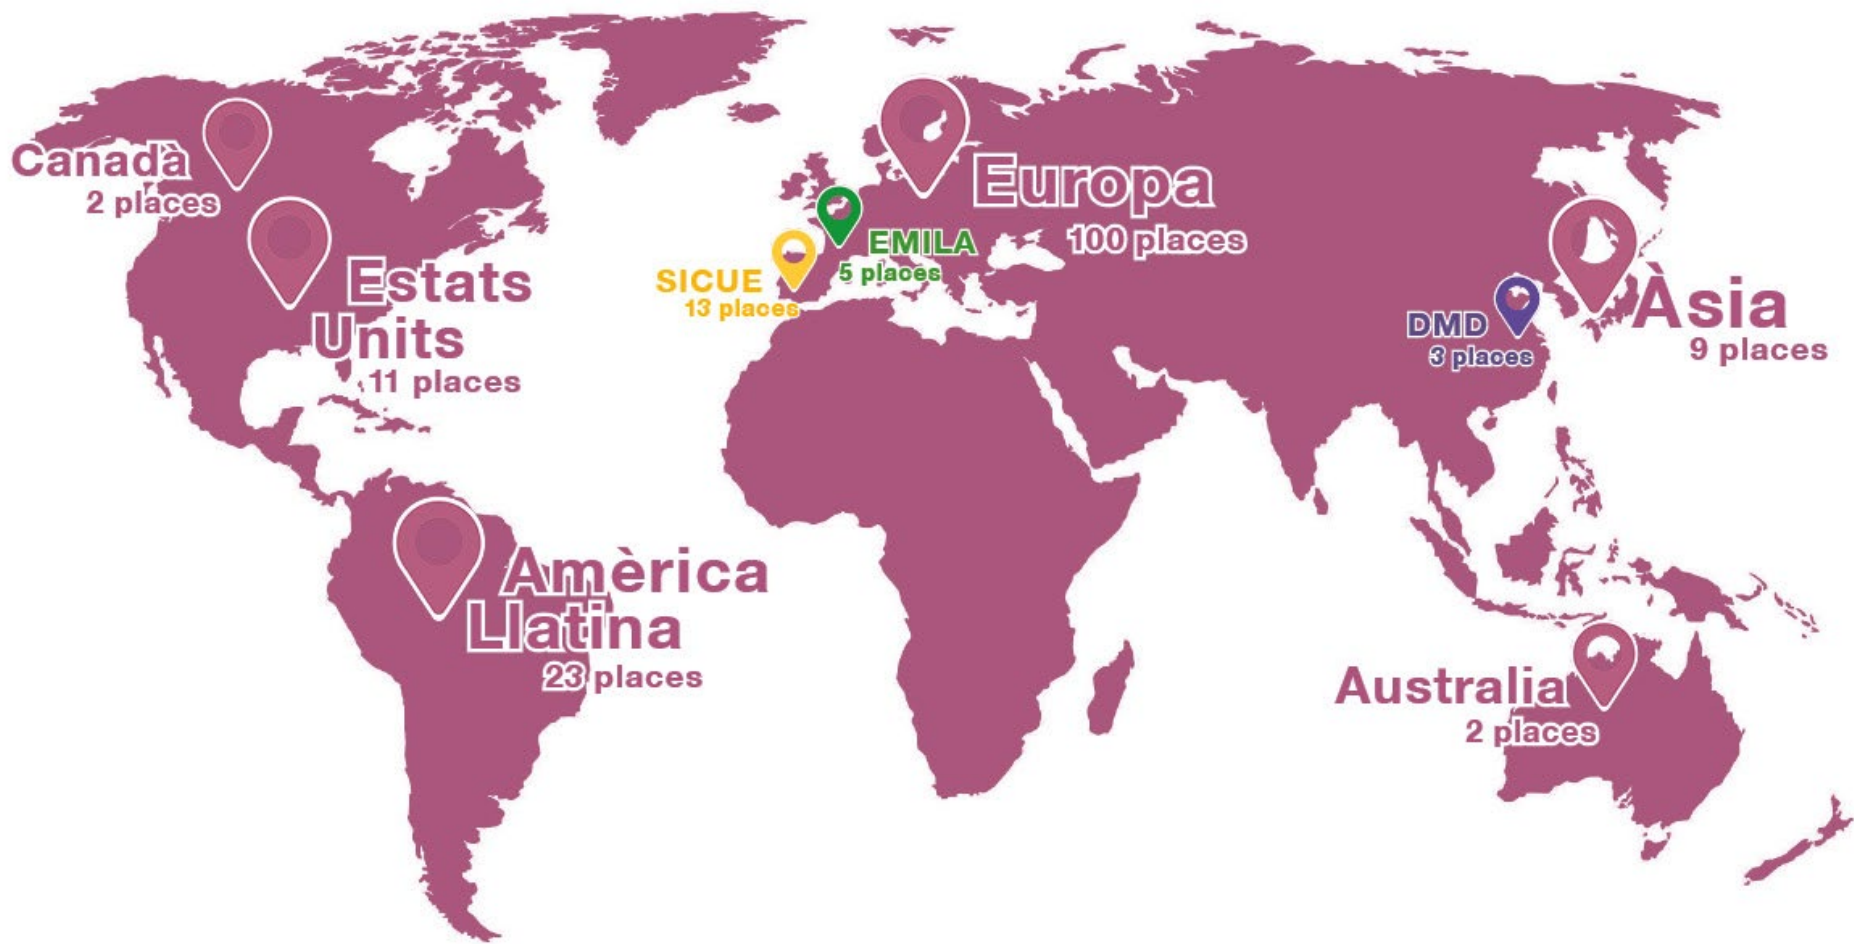 Canadà
2 places
Estats
Units
11 places
Amèrica
Llatina
23 places
Europa
100 places
EMILA
5 places
SICUE
13 places
DMD
3 places
Àsia
9 places
Australia
2 places